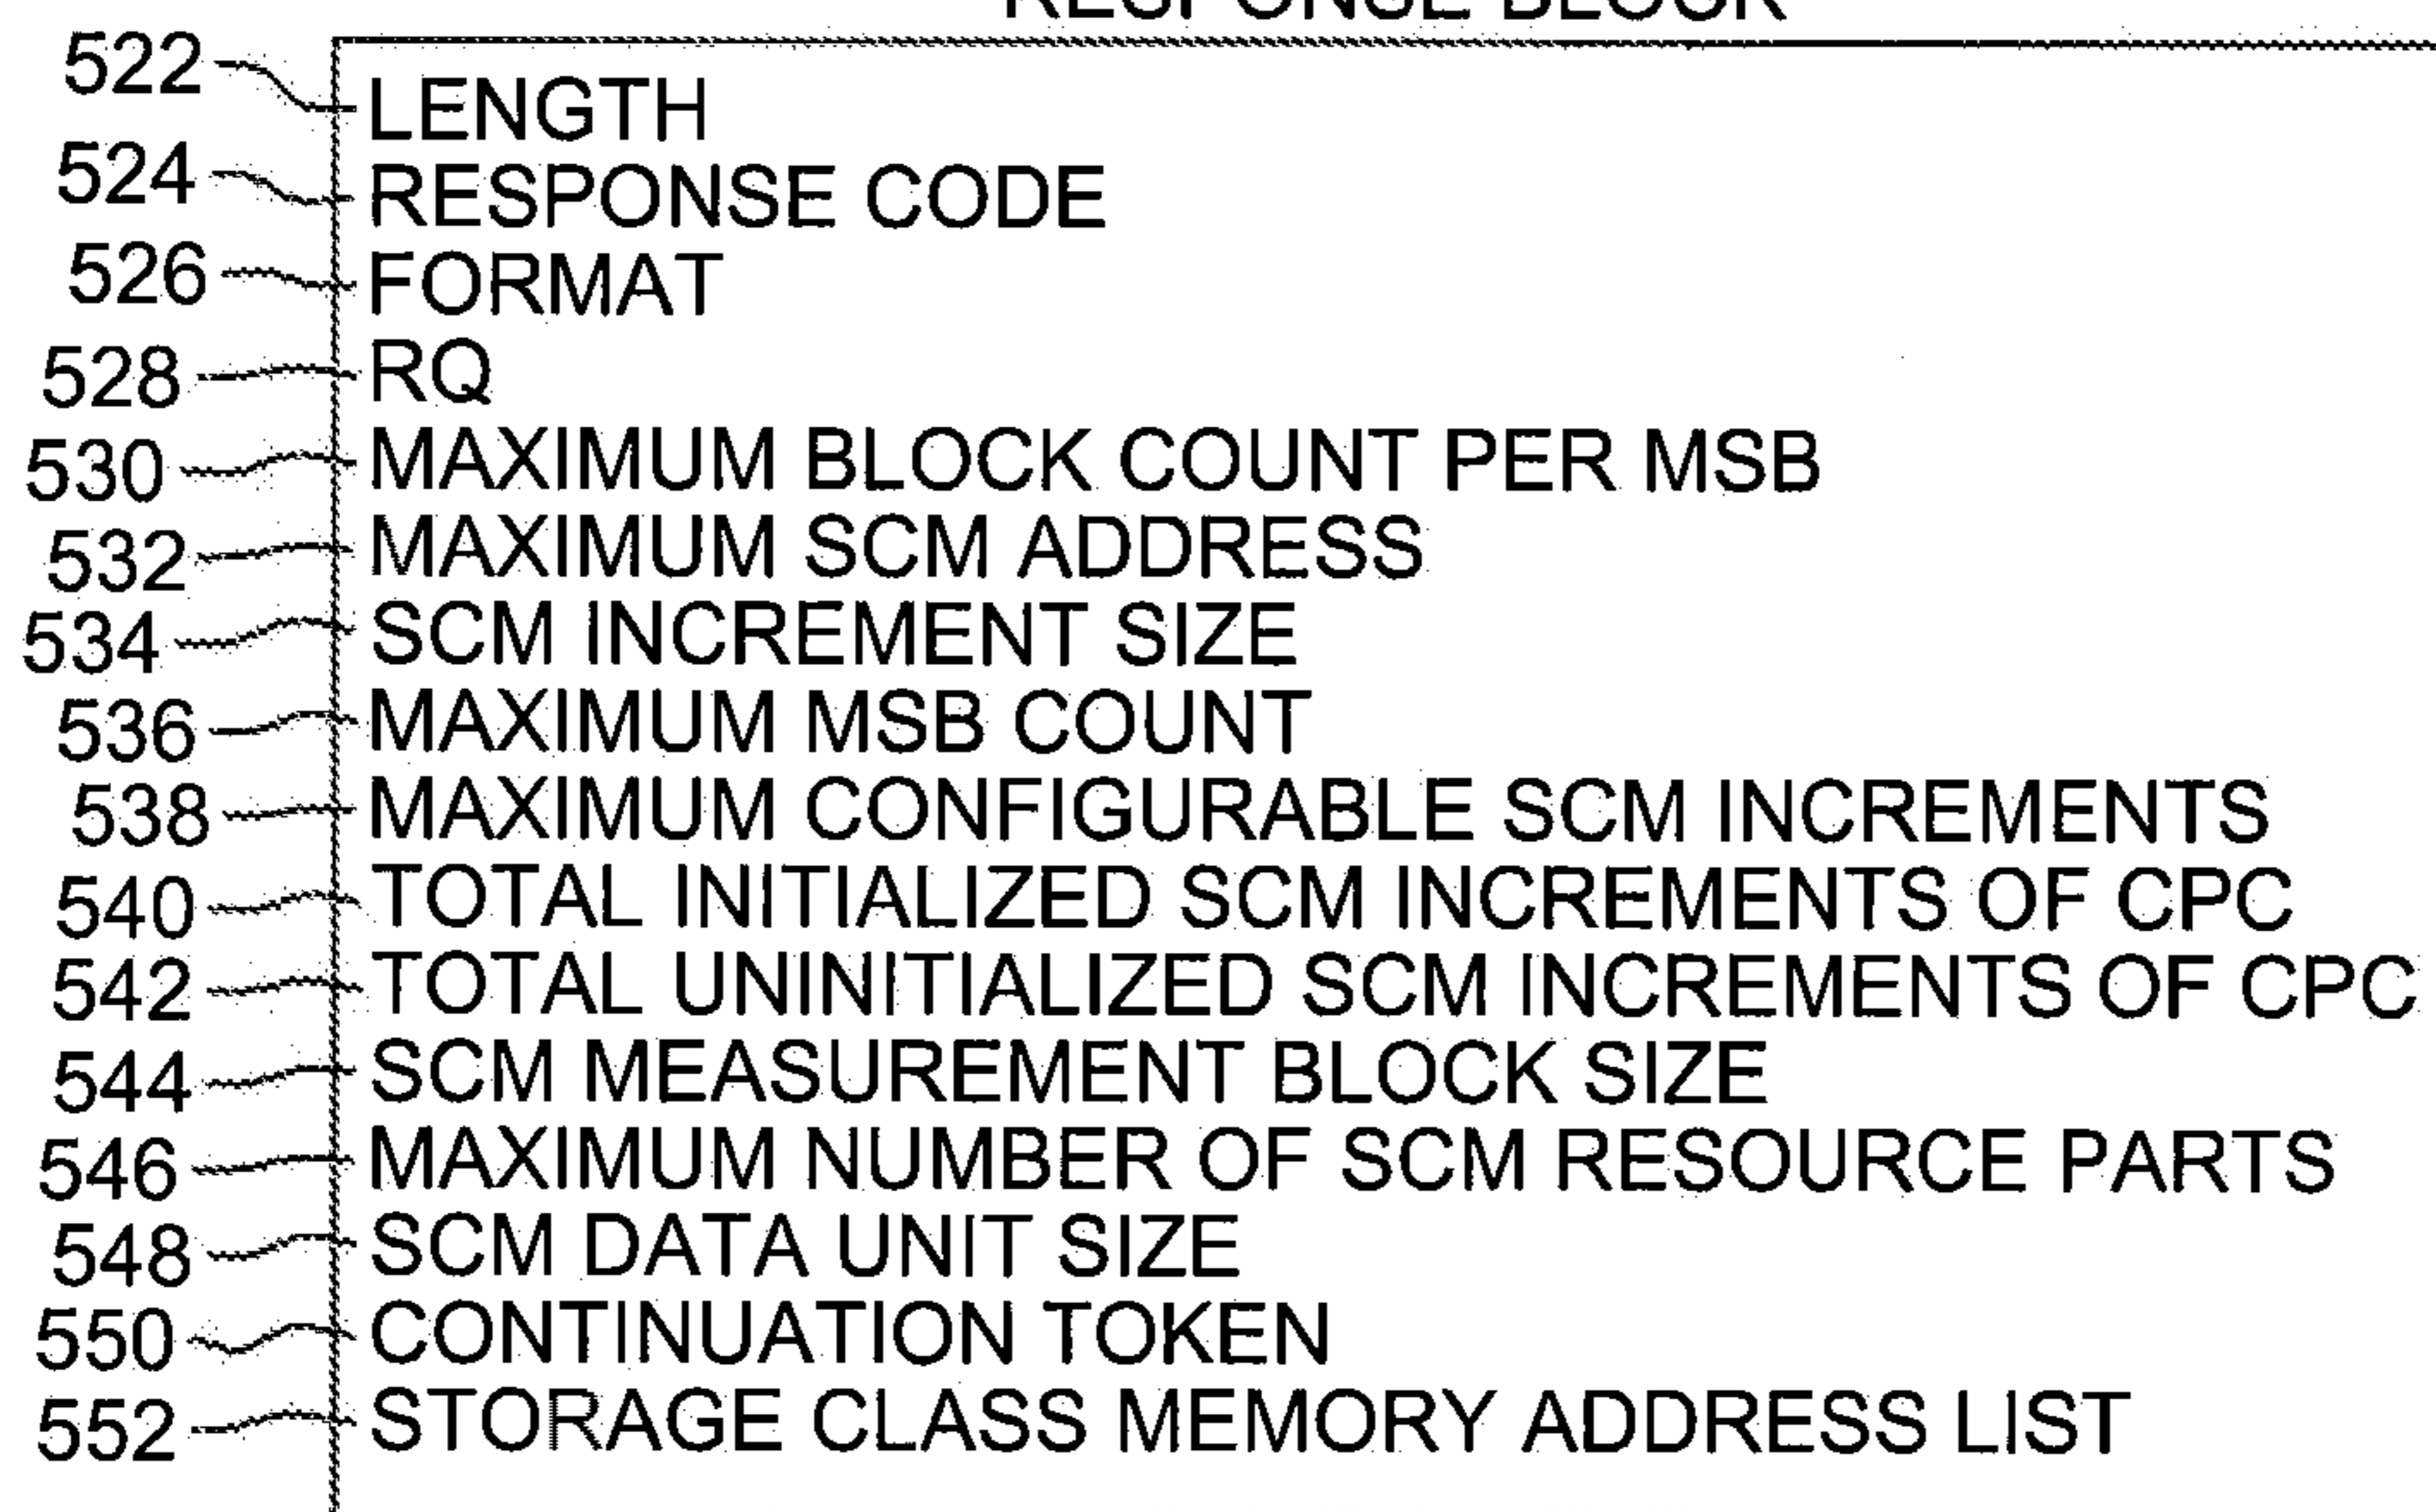 RESPONSE BLOCK
522 LENGTH
524 RESPONSE CODE
526 FORMAT
528 RQ
530 MAXIMUM BLOCK COUNT PER MSB
532 MAXIMUM SCM ADDRESS
534 SCM INCREMENT SIZE
536 MAXIMUM MSB COUNT
538 MAXIMUM CONFIGURABLE SCM INCREMENTS
540 TOTAL INITIALIZED SCM INCREMENTS OF CPC
542 TOTAL UNINITIALIZED SCM INCREMENTS OF CPC
544 SCM MEASUREMENT BLOCK SIZE
546 MAXIMUM NUMBER OF SCM RESOURCE PARTS
548 SCM DATA UNIT SIZE
550 CONTINUATION TOKEN
552 STORAGE CLASS MEMORY ADDRESS LIST